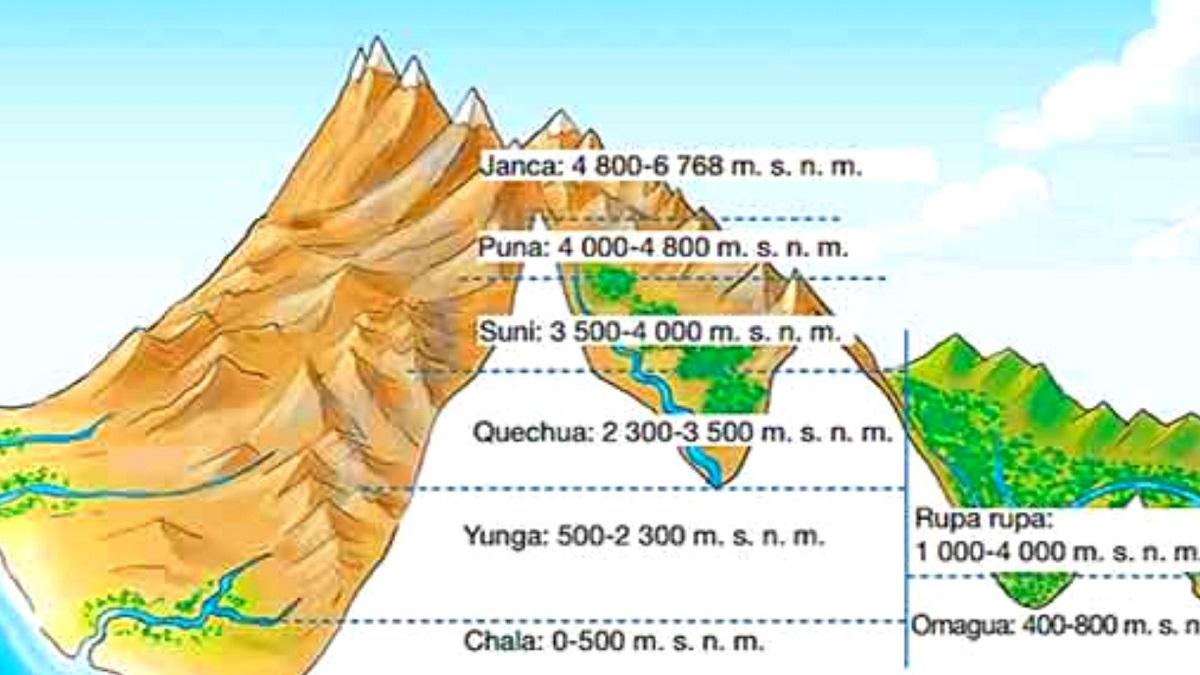 Janca: 4 800-6 768 m. s. n. m.
Puna: 4 000-4 800 m. s. n. m.
Suni: 3 500-4 000 m. s. n. m.
Quechua: 2 300-3 500 m. s. n. m.
Yunga: 500-2 300 m. s. n. m.
Chala: 0-500 m. s. n. m.
Rupa rupa:
1 000-4 000 m. s. n. m.
Omagua: 400-800 m. s. n